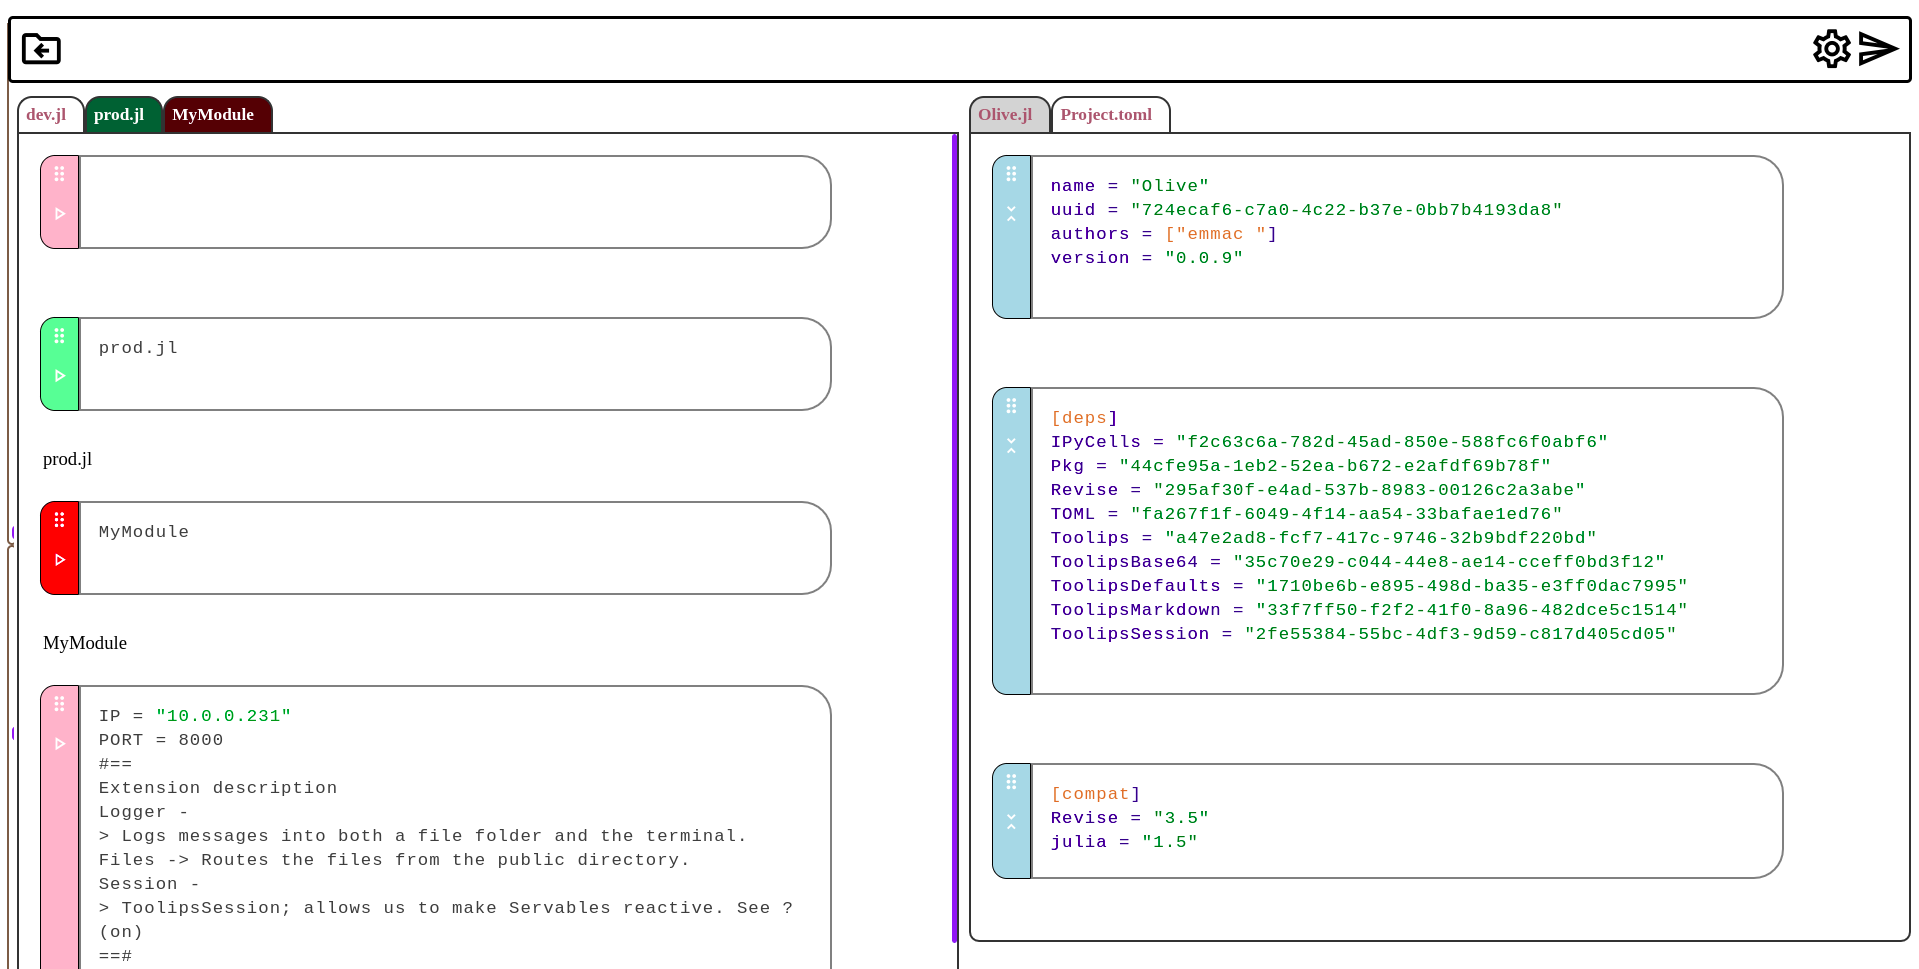 dev.jl
prod.jl
MyModule
prod.jl
prod.jl
MyModule
MyModule
IP = "10.0.0.231"
PORT = 8000
#==
Extension description
Logger -
> Logs messages into both a file folder and the terminal.
Files -> Routes the files from the public directory.
Session -
> ToolipsSession; allows us to make Servables reactive. See ?
(on)
==#
Olive.jl
Project.toml
name = "Olive"
uuid = "724ecaf6-c7a0-4c22-b37e-0bb7b4193da8"
authors = ["emmac "]
version = "0.0.9"
[deps]
IPyCells = "f2c63c6a-782d-45ad-850e-588fc6f0abf6"
Pkg = "44cfe95a-1eb2-52ea-b672-e2afdf69b78f"
Revise = "295af30f-e4ad-537b-8983-00126c2a3abe"
TOML = "fa267f1f-6049-4f14-aa54-33bafae1ed76"
Toolips = "a47e2ad8-fcf7-417c-9746-32b9bdf220bd"
ToolipsBase64 = "35c70e29-c044-44e8-ae14-cceff0bd3f12"
ToolipsDefaults = "1710be6b-e895-498d-ba35-e3ff0dac7995"
ToolipsMarkdown = "33f7ff50-f2f2-41f0-8a96-482dce5c1514"
ToolipsSession = "2fe55384-55bc-4df3-9d59-c817d405cd05"
[compat]
Revise = "3.5"
julia = "1.5"